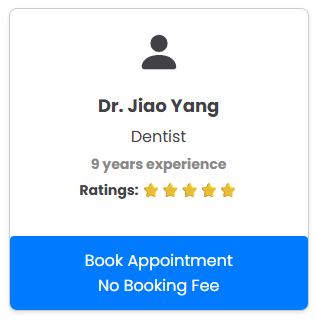 Dr. Jiao Yang
Dentist
9 years experience
Ratings:
Book Appointment
No Booking Fee